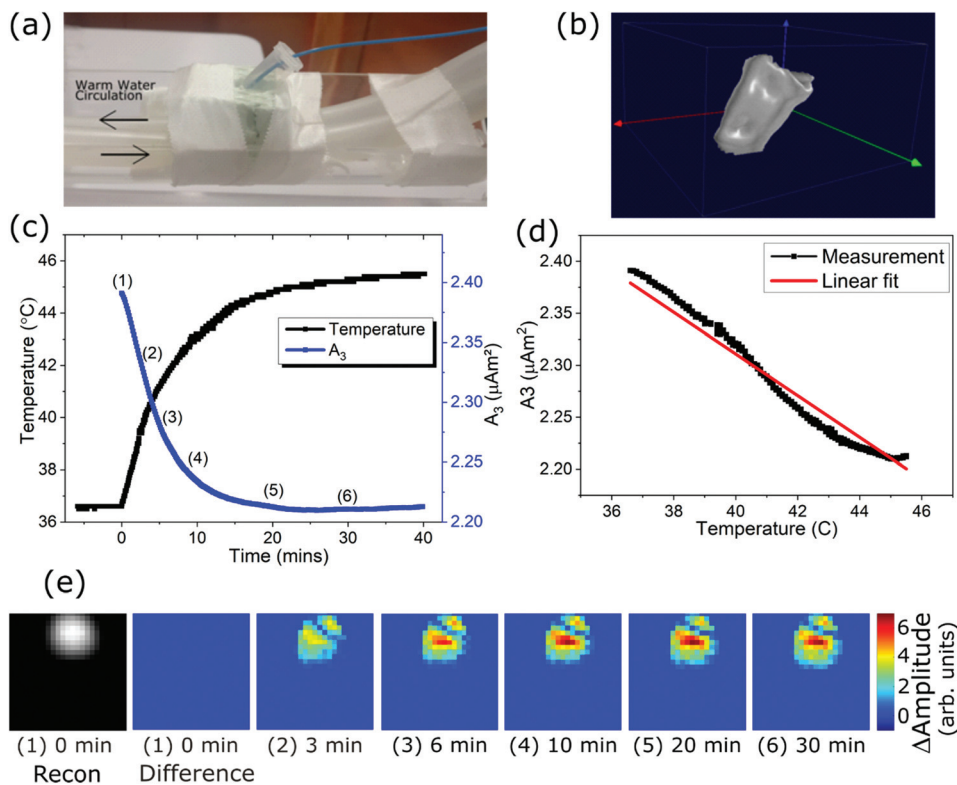 (a)
Warm Water
Circulation
(b)
(c)
Temperature (°C)
46
44
42
40
38
36
0
10
20
30
40
Time (mins)
2.40
2.35
2.30
2.25
2.20
A₃ (µAm²)
(1)
(2)
(3)
(4)
(5)
(6)
Temperature
A₃
(d)
A3 (µAm²)
2.40
2.35
2.30
2.25
2.20
36
38
40
42
44
46
Temperature (C)
Measurement
Linear fit
(e)
(1) 0 min
Recon
(1) 0 min
Difference
(2) 3 min
(3) 6 min
(4) 10 min
(5) 20 min
(6) 30 min
6
4
2
0
ΔAmplitude
(arb. units)